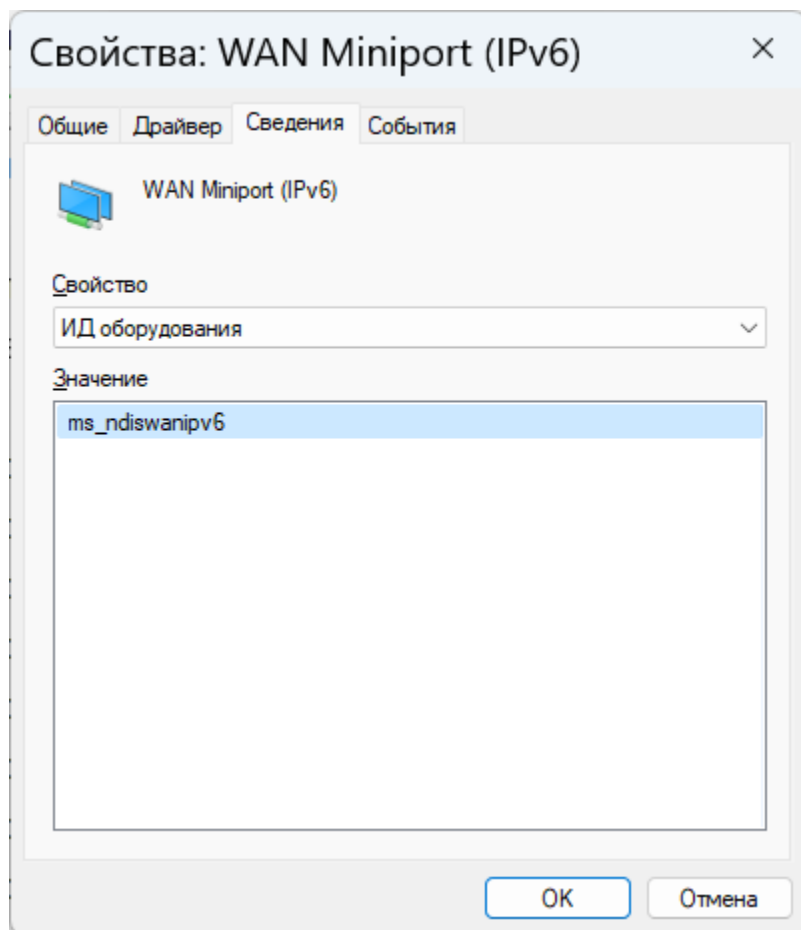 Свойства: WAN Miniport (IPv6)
Общие Драйвер Сведения События
WAN Miniport (IPv6)
Свойство
ИД оборудования
Значение
ms_ndiswanipv6
OK Отмена